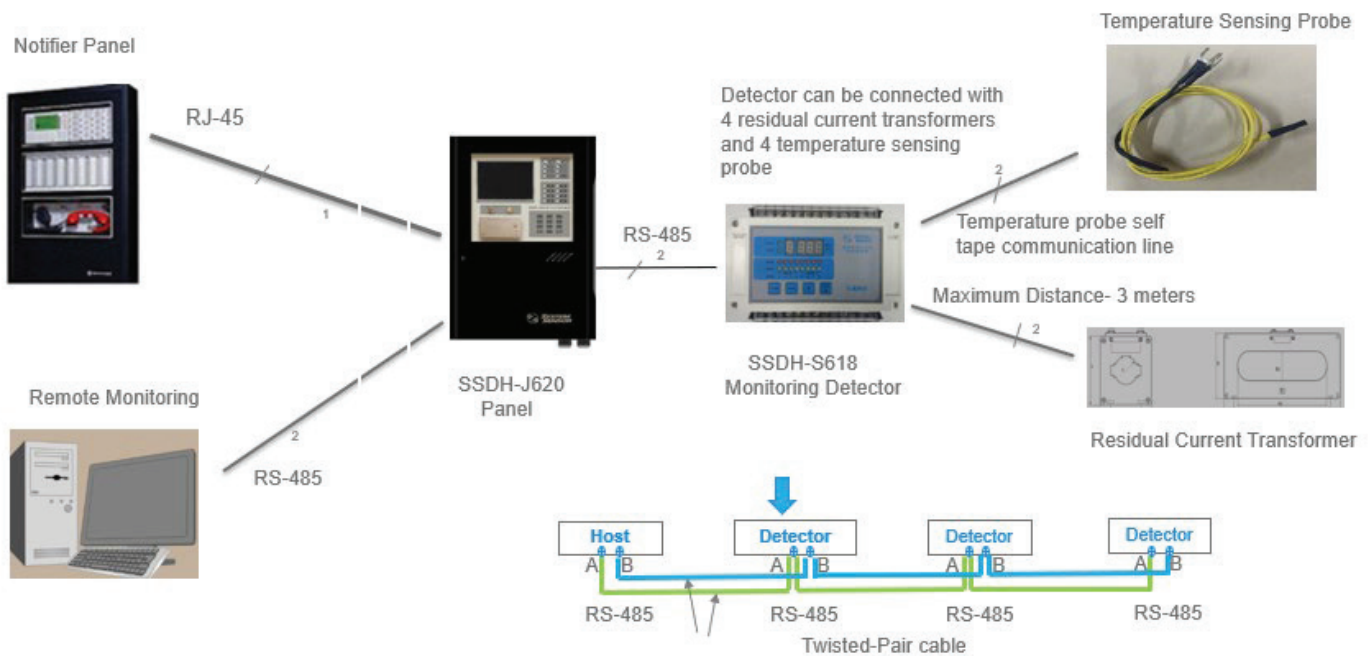 Temperature Sensing Probe
Notifier Panel
RJ-45
1
Detector can be connected with
4 residual current transformers
and 4 temperature sensing
probe
2
RS-485
2
Temperature probe self
tape communication line
Maximum Distance- 3 meters
2
SYSTEM
SENSOR
SSDH-J620
Panel
SSDH-S618
Monitoring Detector
Residual Current Transformer
Remote Monitoring
2
RS-485
Host
Detector
Detector
Detector
A B
A B
A B
A B
RS-485
RS-485
RS-485
RS-485
Twisted-Pair cable